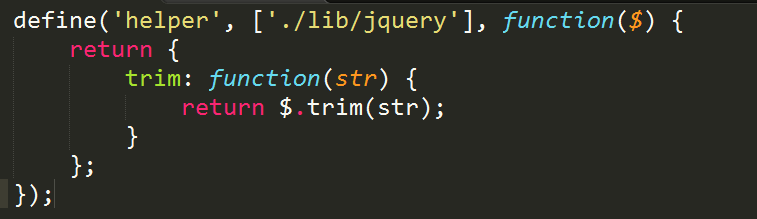 define('helper', ['./lib/jquery'], function($) {
    return {
        trim: function(str) {
            return $.trim(str);
        }
    };
});